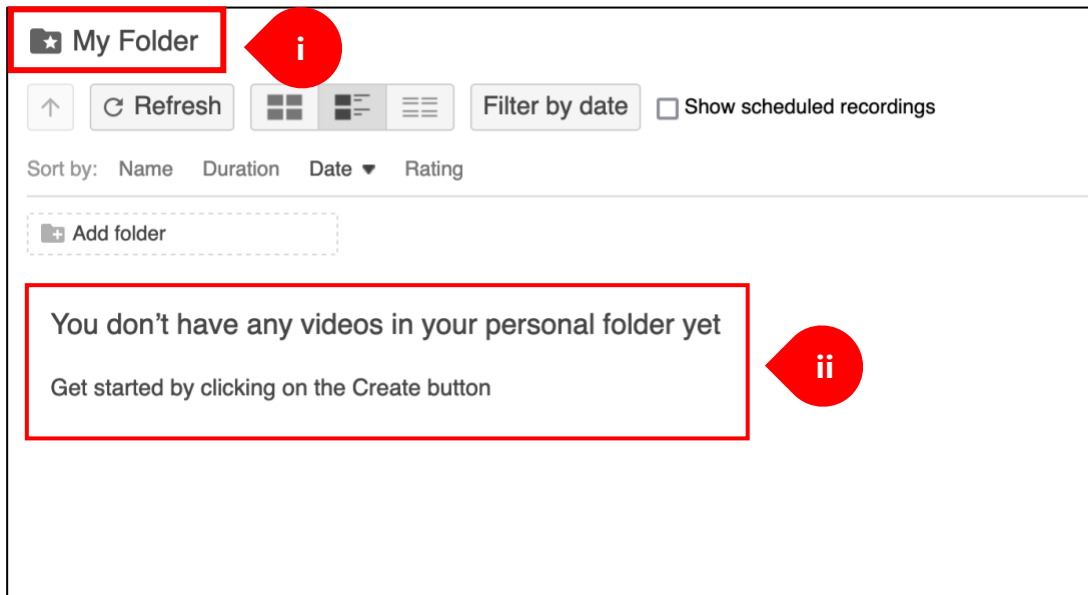 My Folder
i
Refresh
Filter by date
Show scheduled recordings
Sort by: Name Duration Date Rating
Add folder
You don’t have any videos in your personal folder yet
ii
Get started by clicking on the Create button